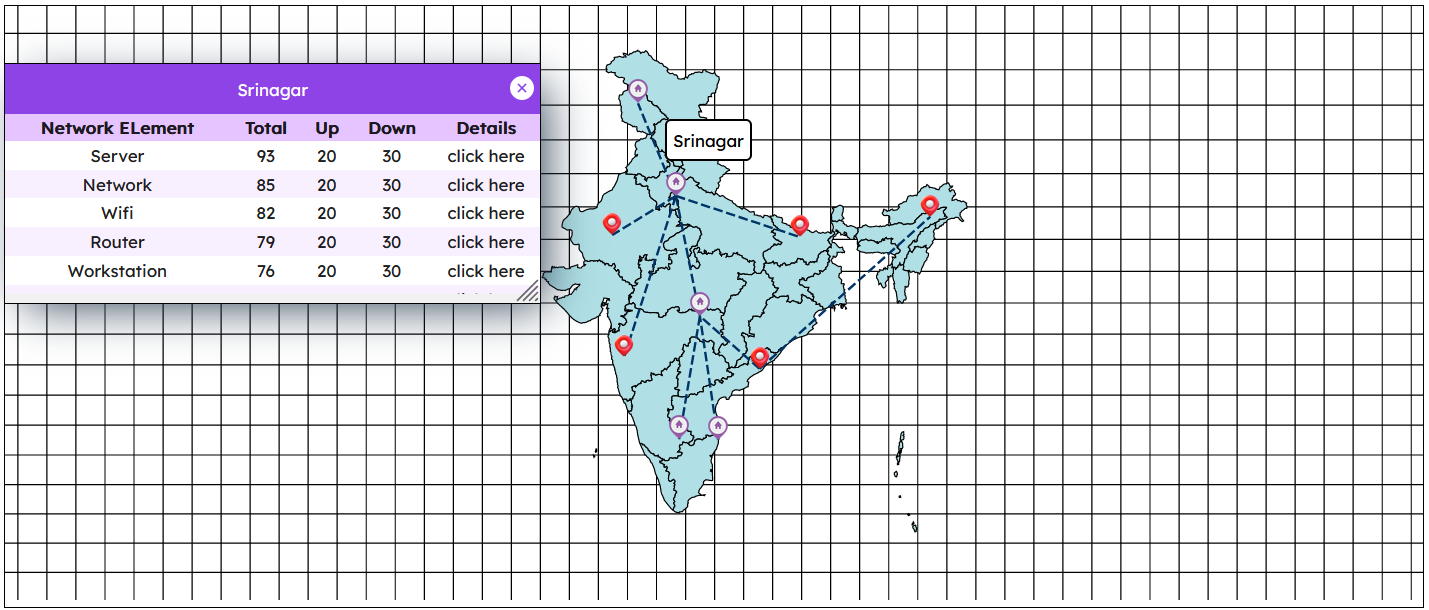 Srinagar
Network ELement Total Up Down Details
Server 93 20 30 click here
Network 85 20 30 click here
Wifi 82 20 30 click here
Router 79 20 30 click here
Workstation 76 20 30 click here
Srinagar